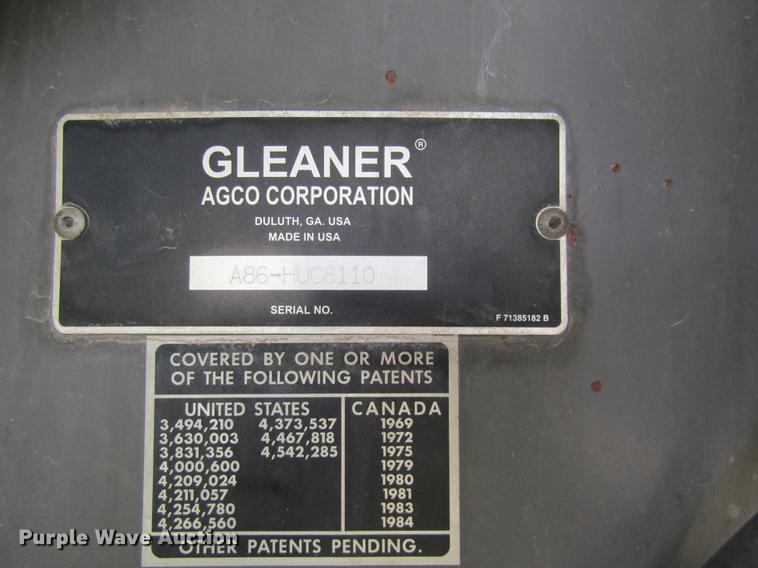 GLEANER®
AGCO CORPORATION
DULUTH, GA. USA
MADE IN USA
A86-HUC8110
SERIAL NO.
F 71385182 B
COVERED BY ONE OR MORE
OF THE FOLLOWING PATENTS
UNITED STATES CANADA
3,494,210 4,373,537 1969
3,630,003 4,467,818 1972
3,831,356 4,542,285 1975
4,000,600 1979
4,209,024 1980
4,211,057 1981
4,254,780 1983
4,266,560 1984
OTHER PATENTS PENDING.
Purple Wave Auction